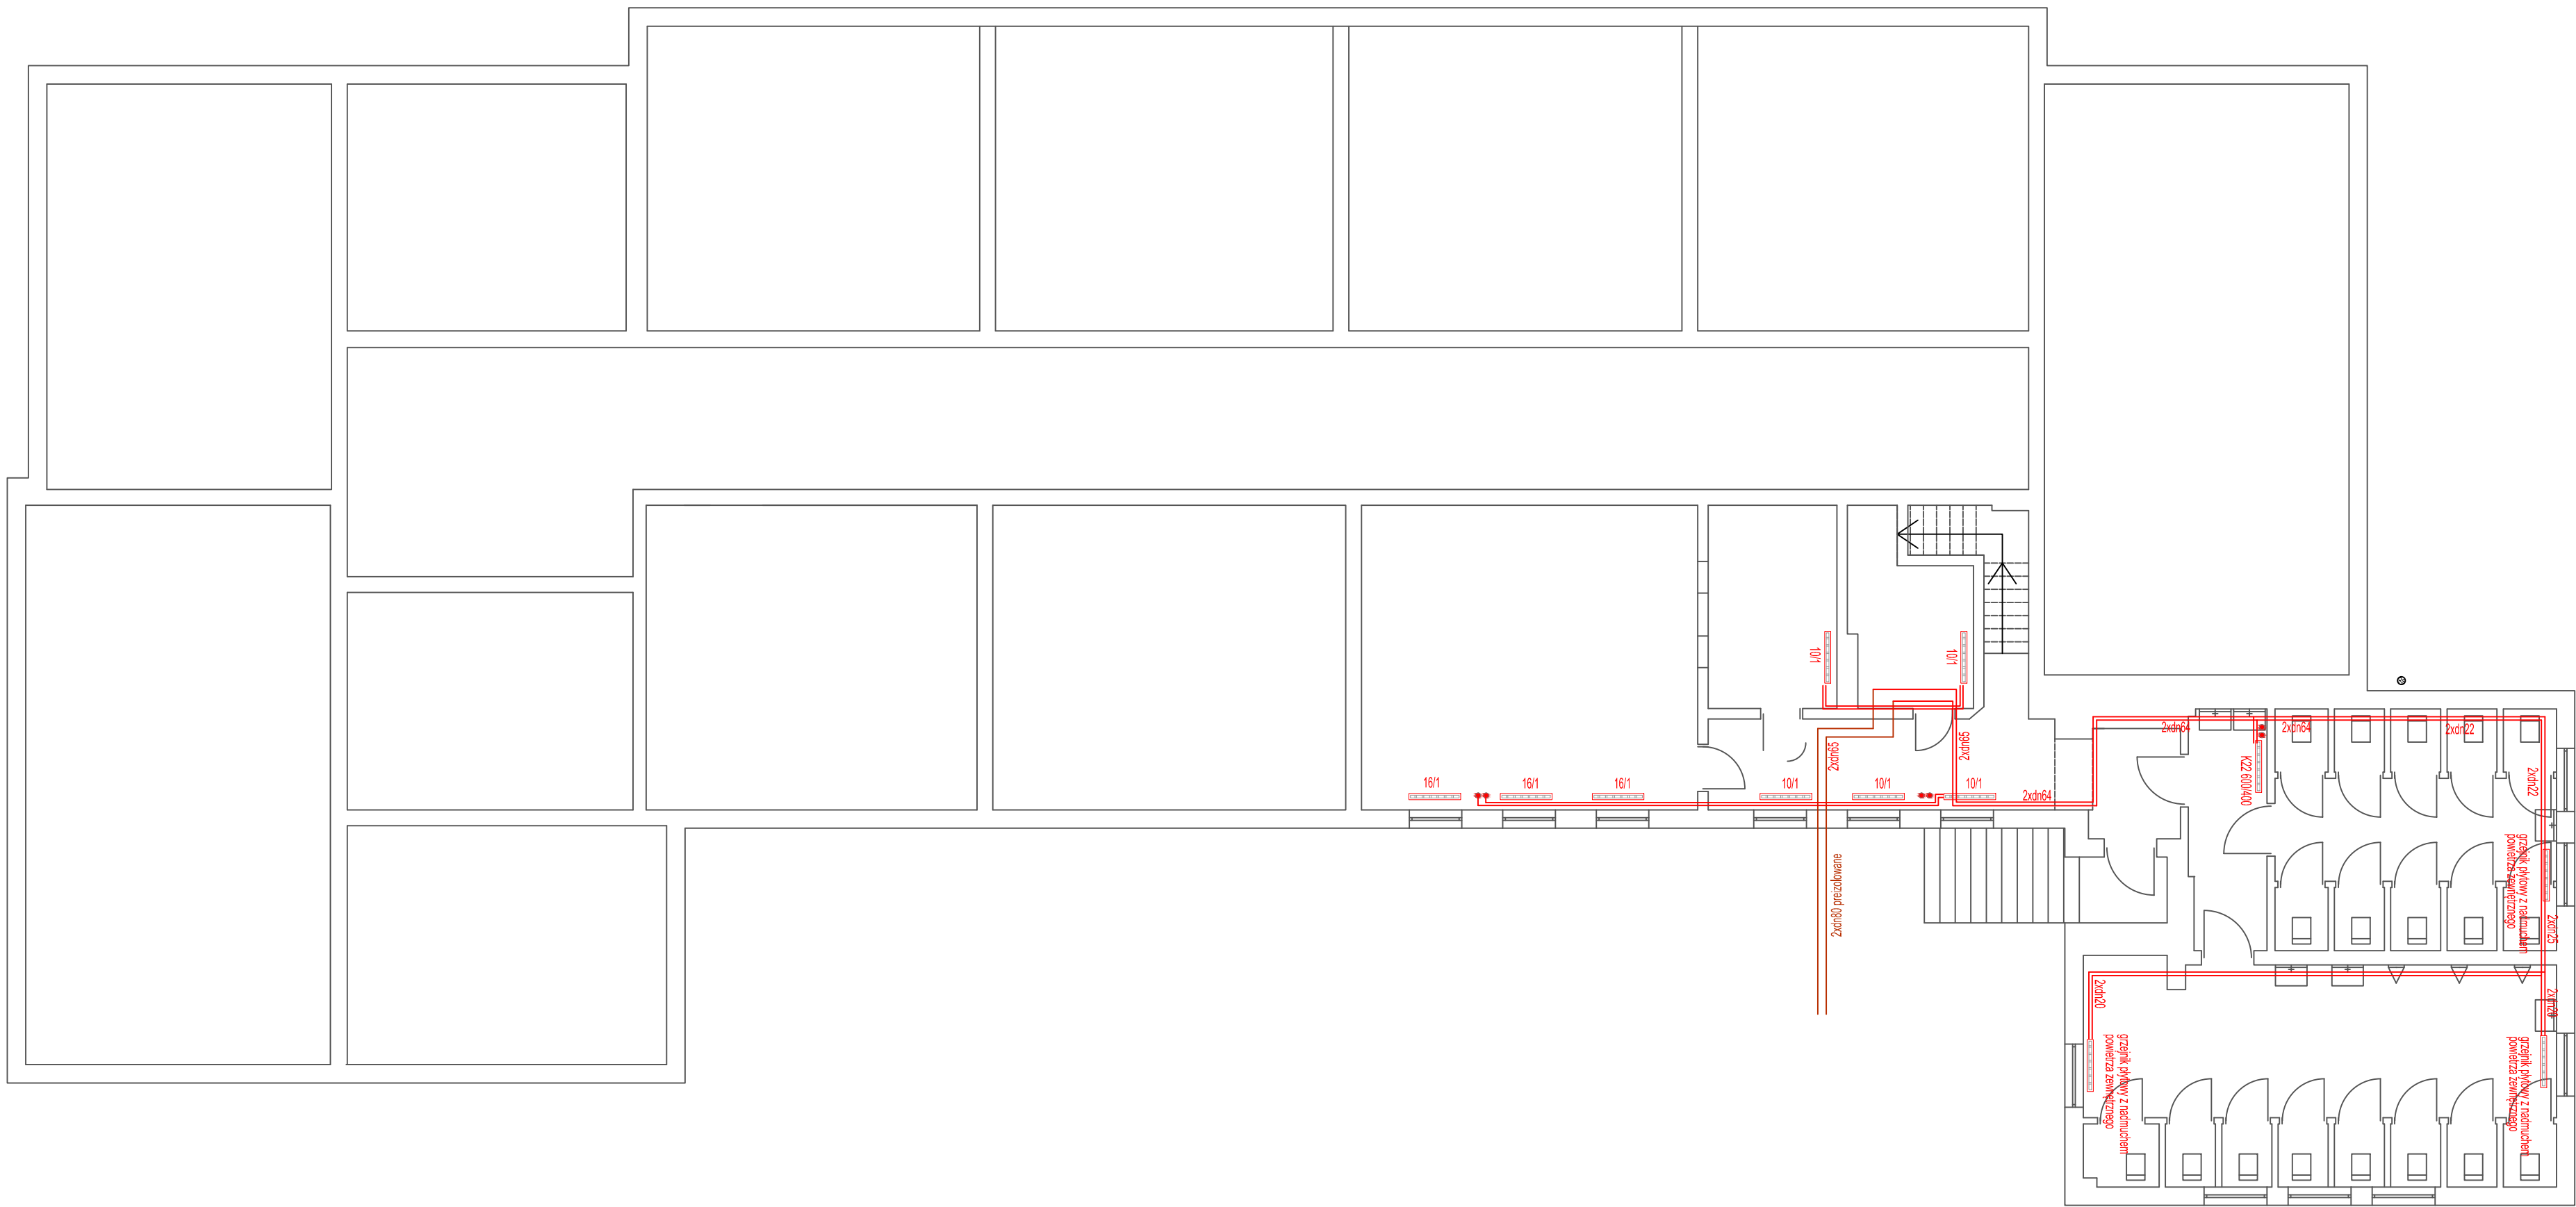 10/1
10/1
2xdn65
2xdn65
16/1
16/1
16/1
10/1
10/1
10/1
2xdn64
2xdn80 preizolowane
2xdn64
2xdn64
2xdn22
K22 600/400
2xdn22
grzejnik płytowy z nadmuchem
powietrza zewnętrznego
2xdn25
2xdn20
2xdn20
grzejnik płytowy z nadmuchem
powietrza zewnętrznego
grzejnik płytowy z nadmuchem
powietrza zewnętrznego